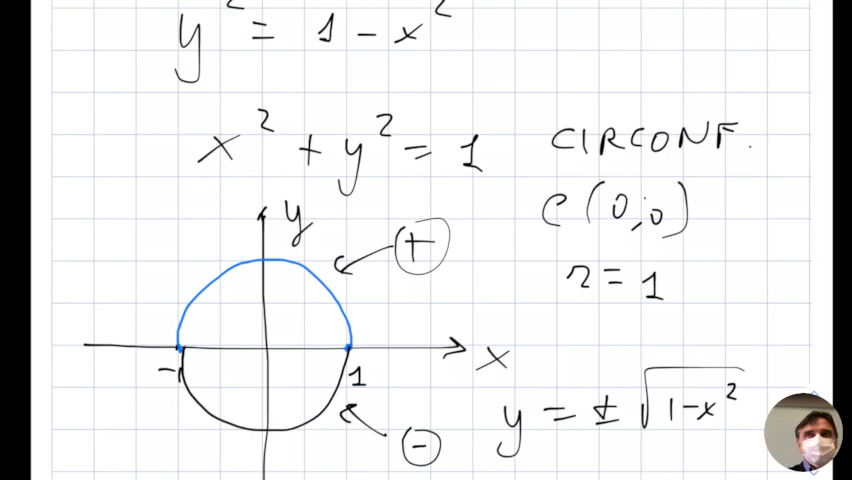 y² = 1 - x²
x² + y² = 1 CIRCONF.
C (0;0)
r = 1
y
+
-1 1 x
y = ± √1-x²
-